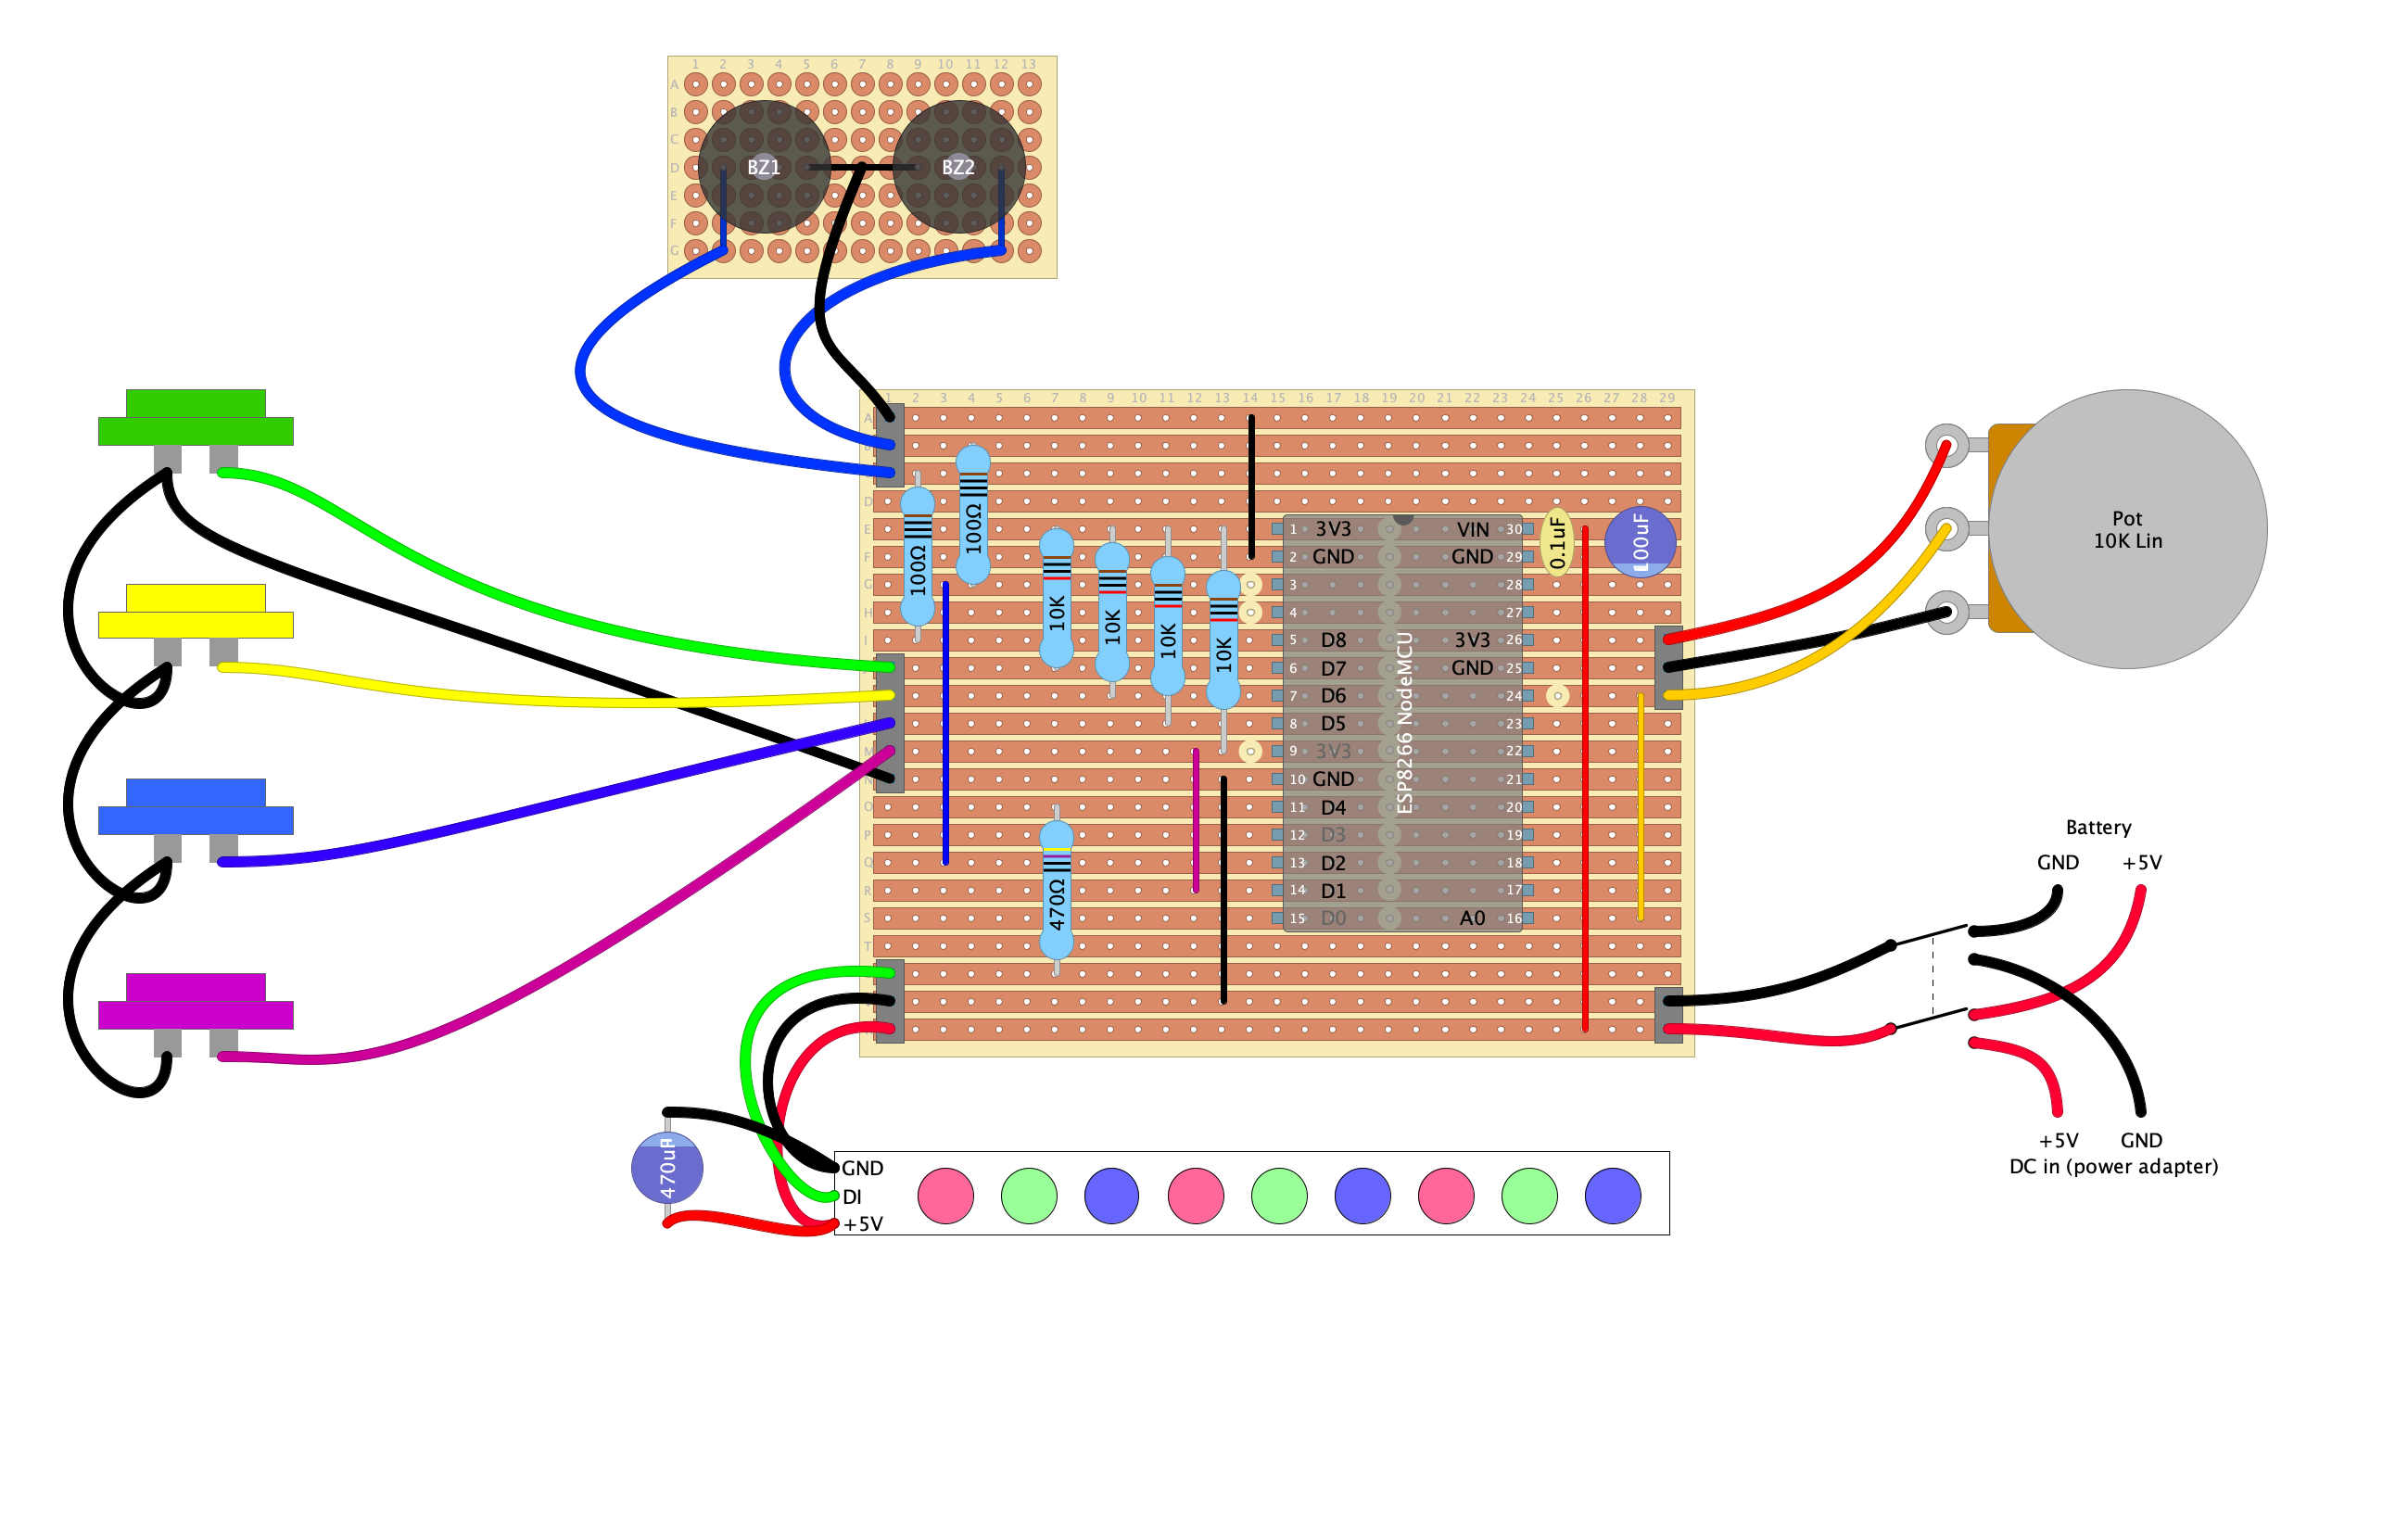 1 2 3 4 5 6 7 8 9 10 11 12 13
A
B
C
D
E
F
G
BZ1 BZ2
1 2 3 4 5 6 7 8 9 10 11 12 13 14 15 16 17 18 19 20 21 22 23 24 25 26 27 28 29
A
D
E
F
G
H
I
M
O
P
Q
R
S
T
100Ω
100Ω
10K
10K
10K
10K
470Ω
1 3V3 VIN 30
2 GND GND 29
3 28
4 27
5 D8 3V3 26
6 D7 GND 25
7 D6 24
8 D5 23
9 3V3 22
10 GND 21
11 D4 20
12 D3 19
13 D2 18
14 D1 17
15 D0 A0 16
ESP8266 NodeMCU
0.1uF
100uF
Pot
10K Lin
Battery
GND +5V
+5V GND
DC in (power adapter)
470uF
GND
DI
+5V